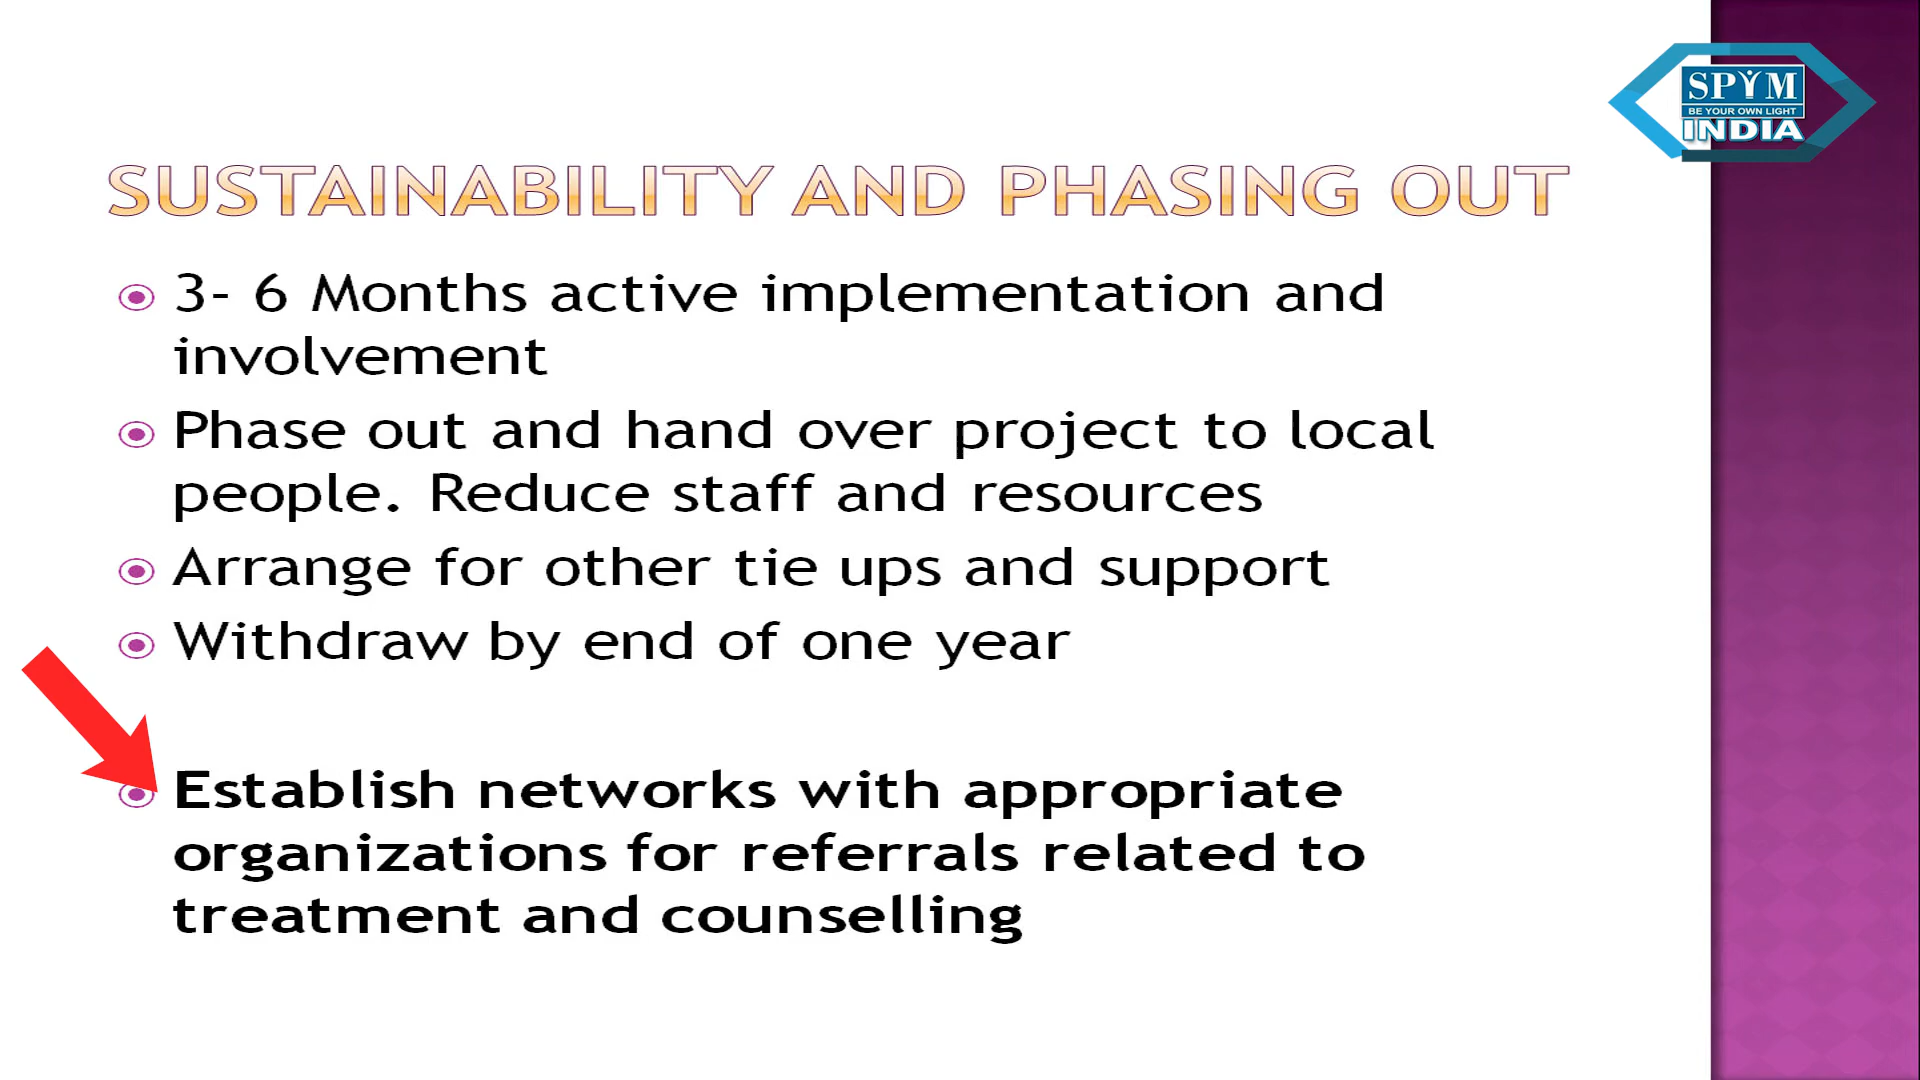 SPYM
BE YOUR OWN LIGHT
INDIA
SUSTAINABILITY AND PHASING OUT
3- 6 Months active implementation and
involvement
Phase out and hand over project to local
people. Reduce staff and resources
Arrange for other tie ups and support
Withdraw by end of one year
Establish networks with appropriate
organizations for referrals related to
treatment and counselling